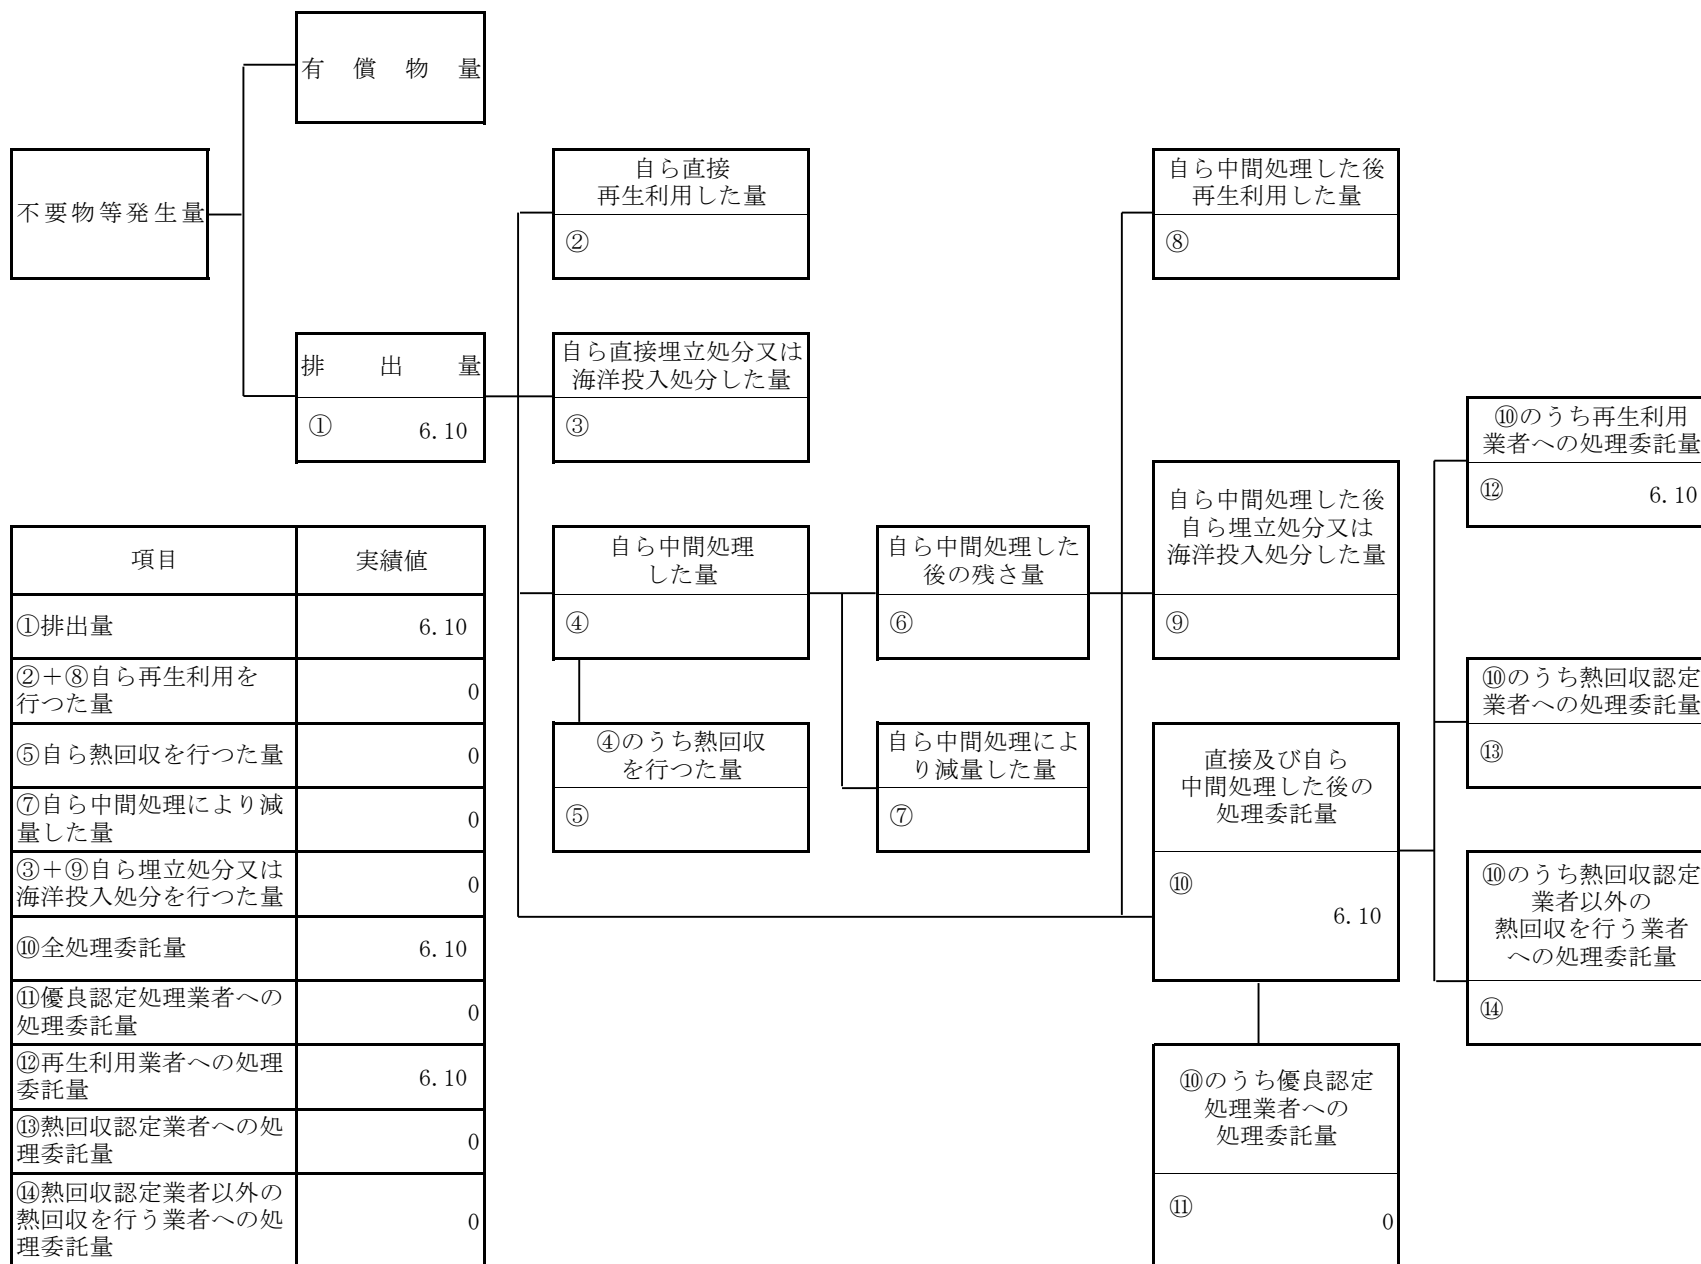 有償物量
不要物等発生量
自ら直接
再生利用した量
②
自ら中間処理した後
再生利用した量
⑧
排出量
① 6.10
自ら直接埋立処分又は
海洋投入処分した量
③
⑩のうち再生利用
業者への処理委託量
⑫ 6.10
自ら中間処理した後
自ら埋立処分又は
海洋投入処分した量
⑨
自ら中間処理
した量
④
自ら中間処理した
後の残さ量
⑥
⑩のうち熱回収認定
業者への処理委託量
⑬
④のうち熱回収
を行つた量
⑤
自ら中間処理によ
り減量した量
⑦
直接及び自ら
中間処理した後の
処理委託量
⑩
6.10
⑩のうち熱回収認定
業者以外の
熱回収を行う業者
への処理委託量
⑭
⑩のうち優良認定
処理業者への
処理委託量
⑪
0
項目 実績値
①排出量 6.10
②+⑧自ら再生利用を
行つた量 0
⑤自ら熱回収を行つた量 0
⑦自ら中間処理により減
量した量 0
③+⑨自ら埋立処分又は
海洋投入処分を行つた量 0
⑩全処理委託量 6.10
⑪優良認定処理業者への
処理委託量 0
⑫再生利用業者への処理
委託量 6.10
⑬熱回収認定業者への処
理委託量 0
⑭熱回収認定業者以外の
熱回収を行う業者への処
理委託量 0